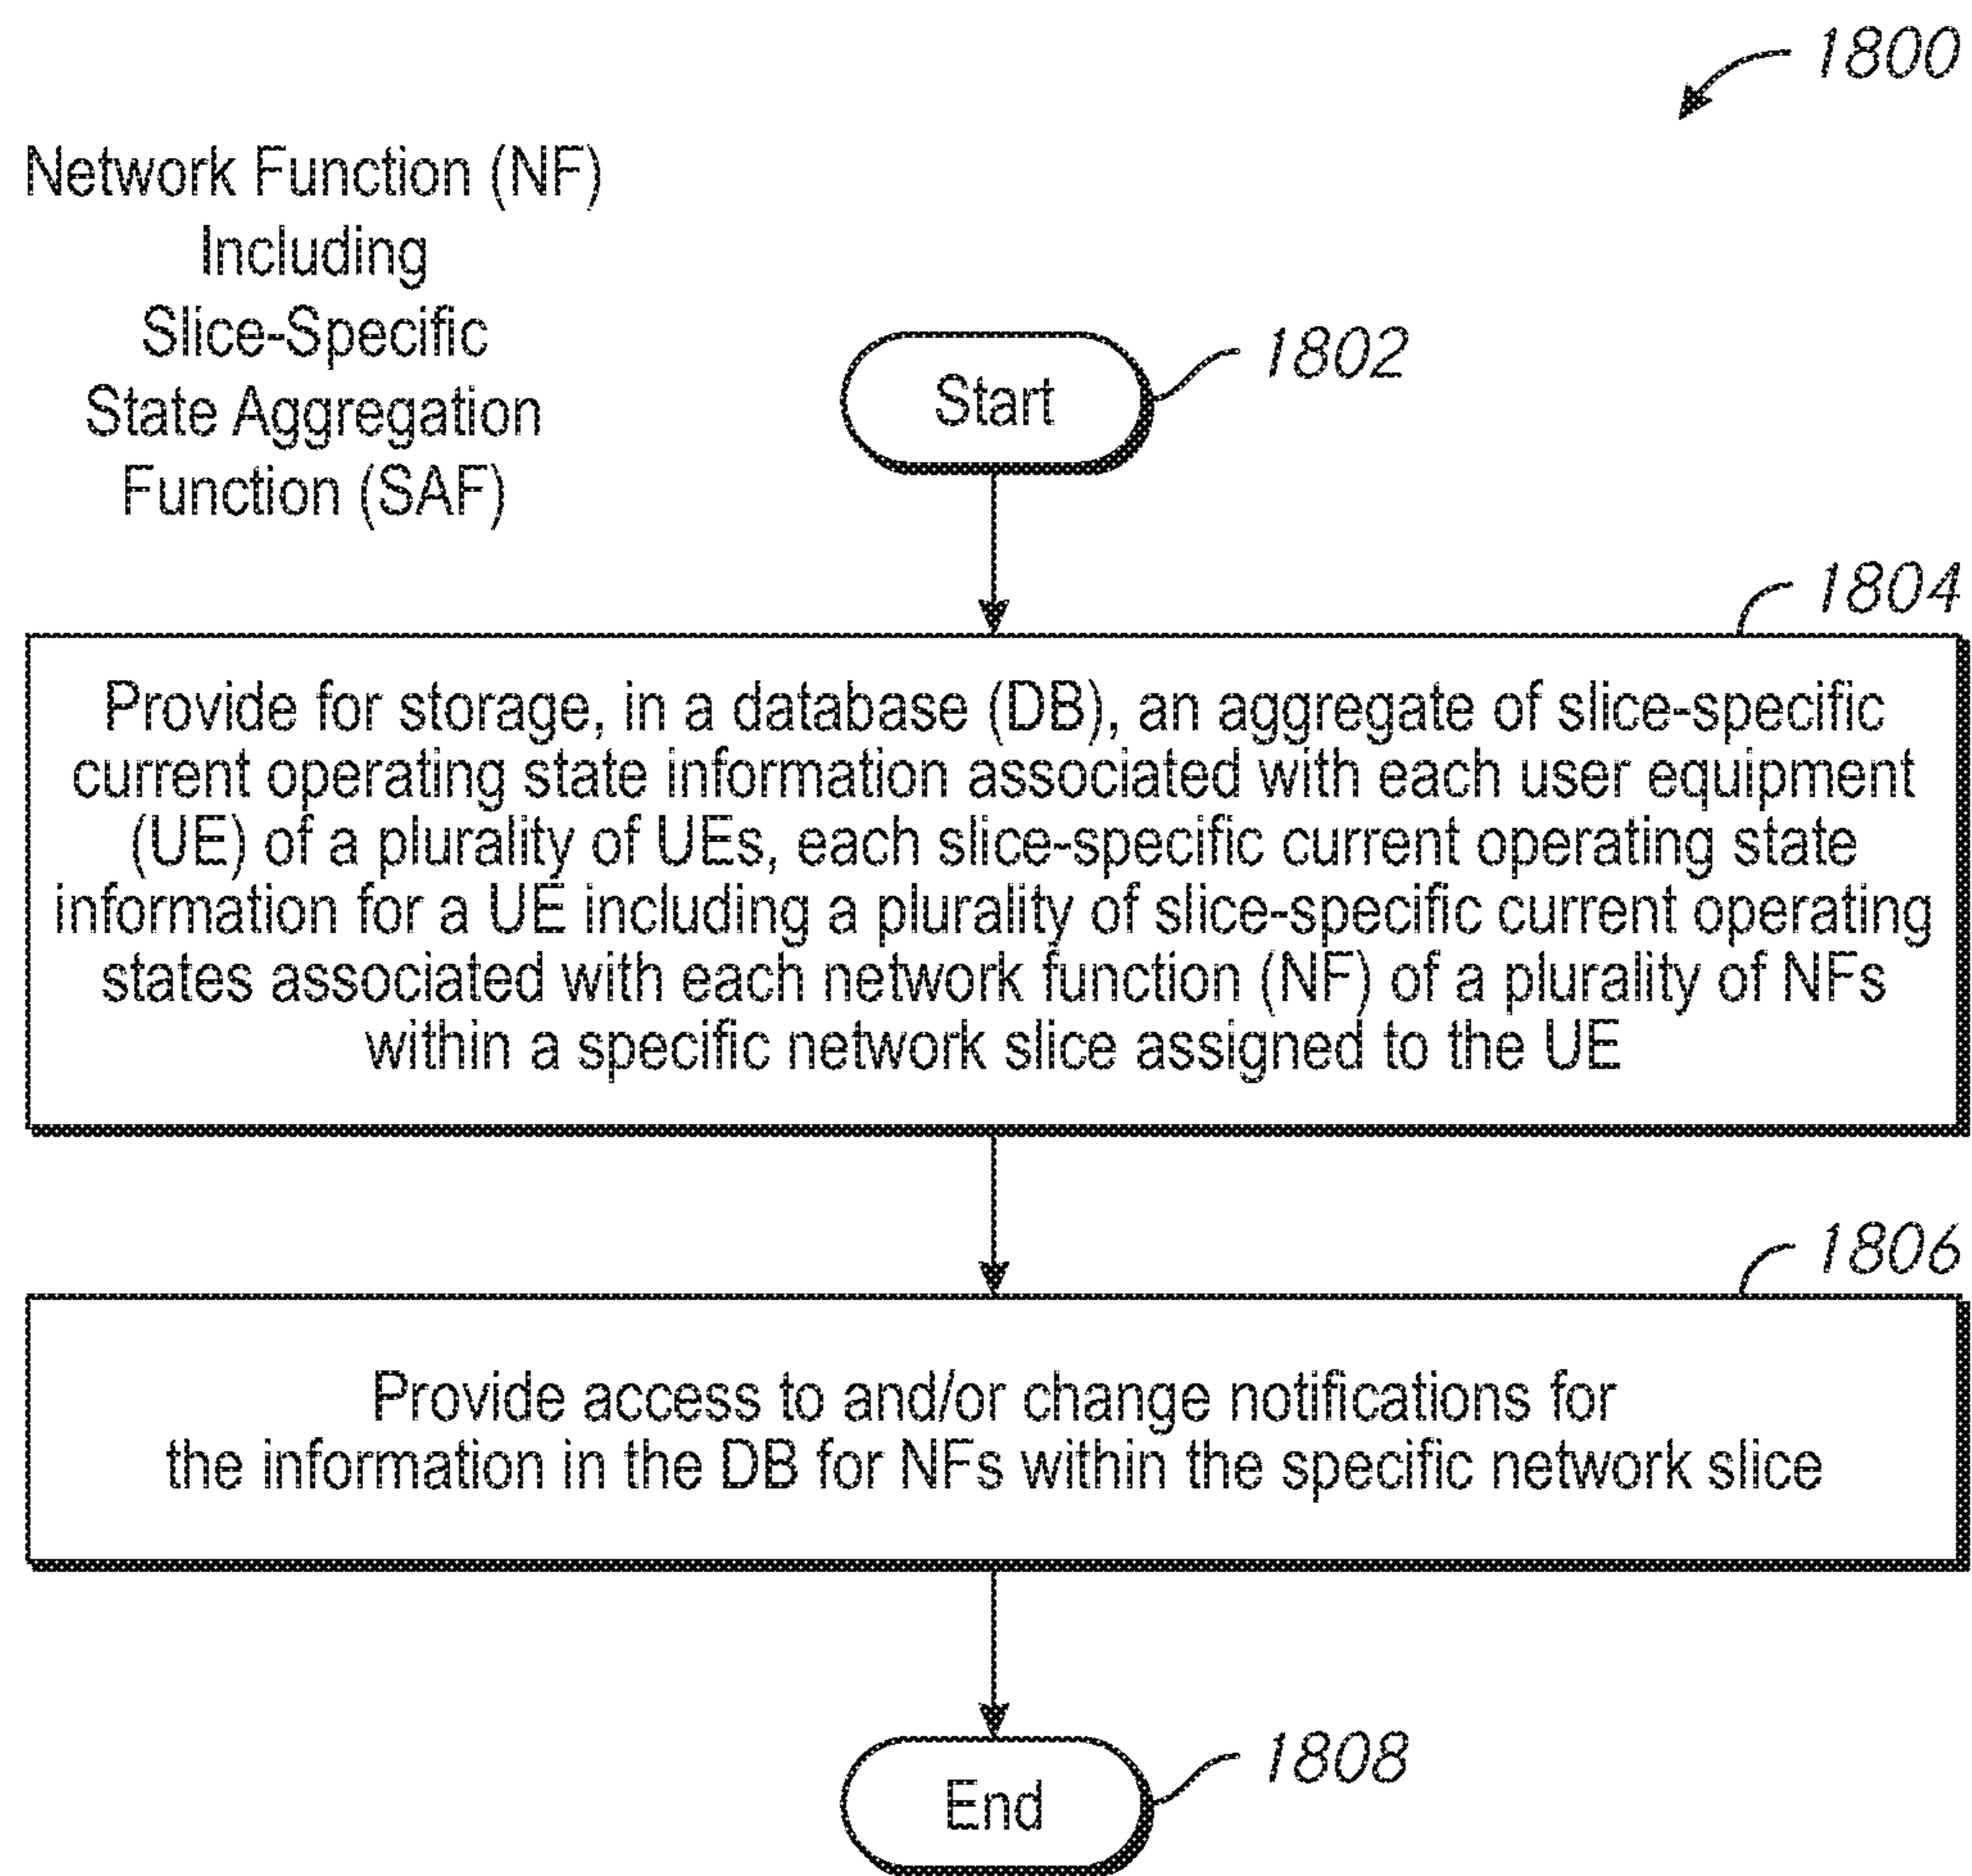 1800
Network Function (NF)
Including
Slice-Specific
State Aggregation
Function (SAF)
Start
1802
1804
Provide for storage, in a database (DB), an aggregate of slice-specific
current operating state information associated with each user equipment
(UE) of a plurality of UEs, each slice-specific current operating state
information for a UE including a plurality of slice-specific current operating
states associated with each network function (NF) of a plurality of NFs
within a specific network slice assigned to the UE
1806
Provide access to and/or change notifications for
the information in the DB for NFs within the specific network slice
End
1808